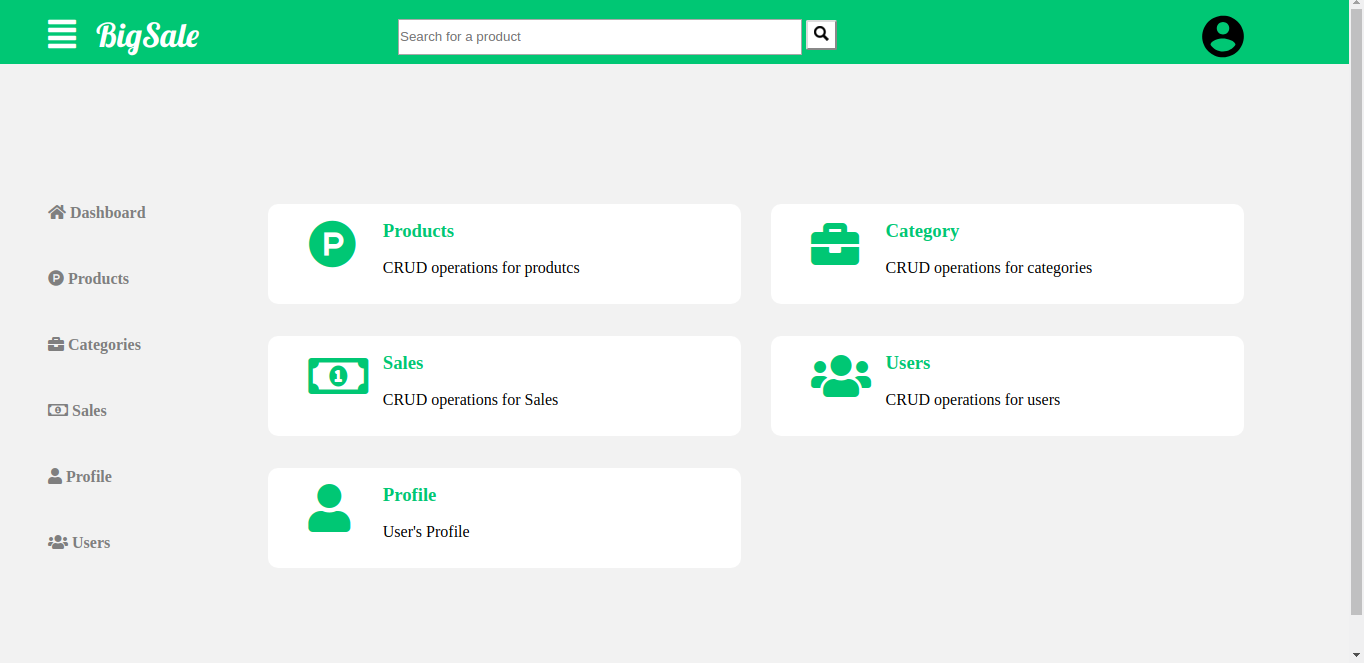 BigSale
Search for a product
Dashboard
Products
Categories
Sales
Profile
Users
P
Products
CRUD operations for produtcs
Category
CRUD operations for categories
1
Sales
CRUD operations for Sales
Users
CRUD operations for users
Profile
User's Profile